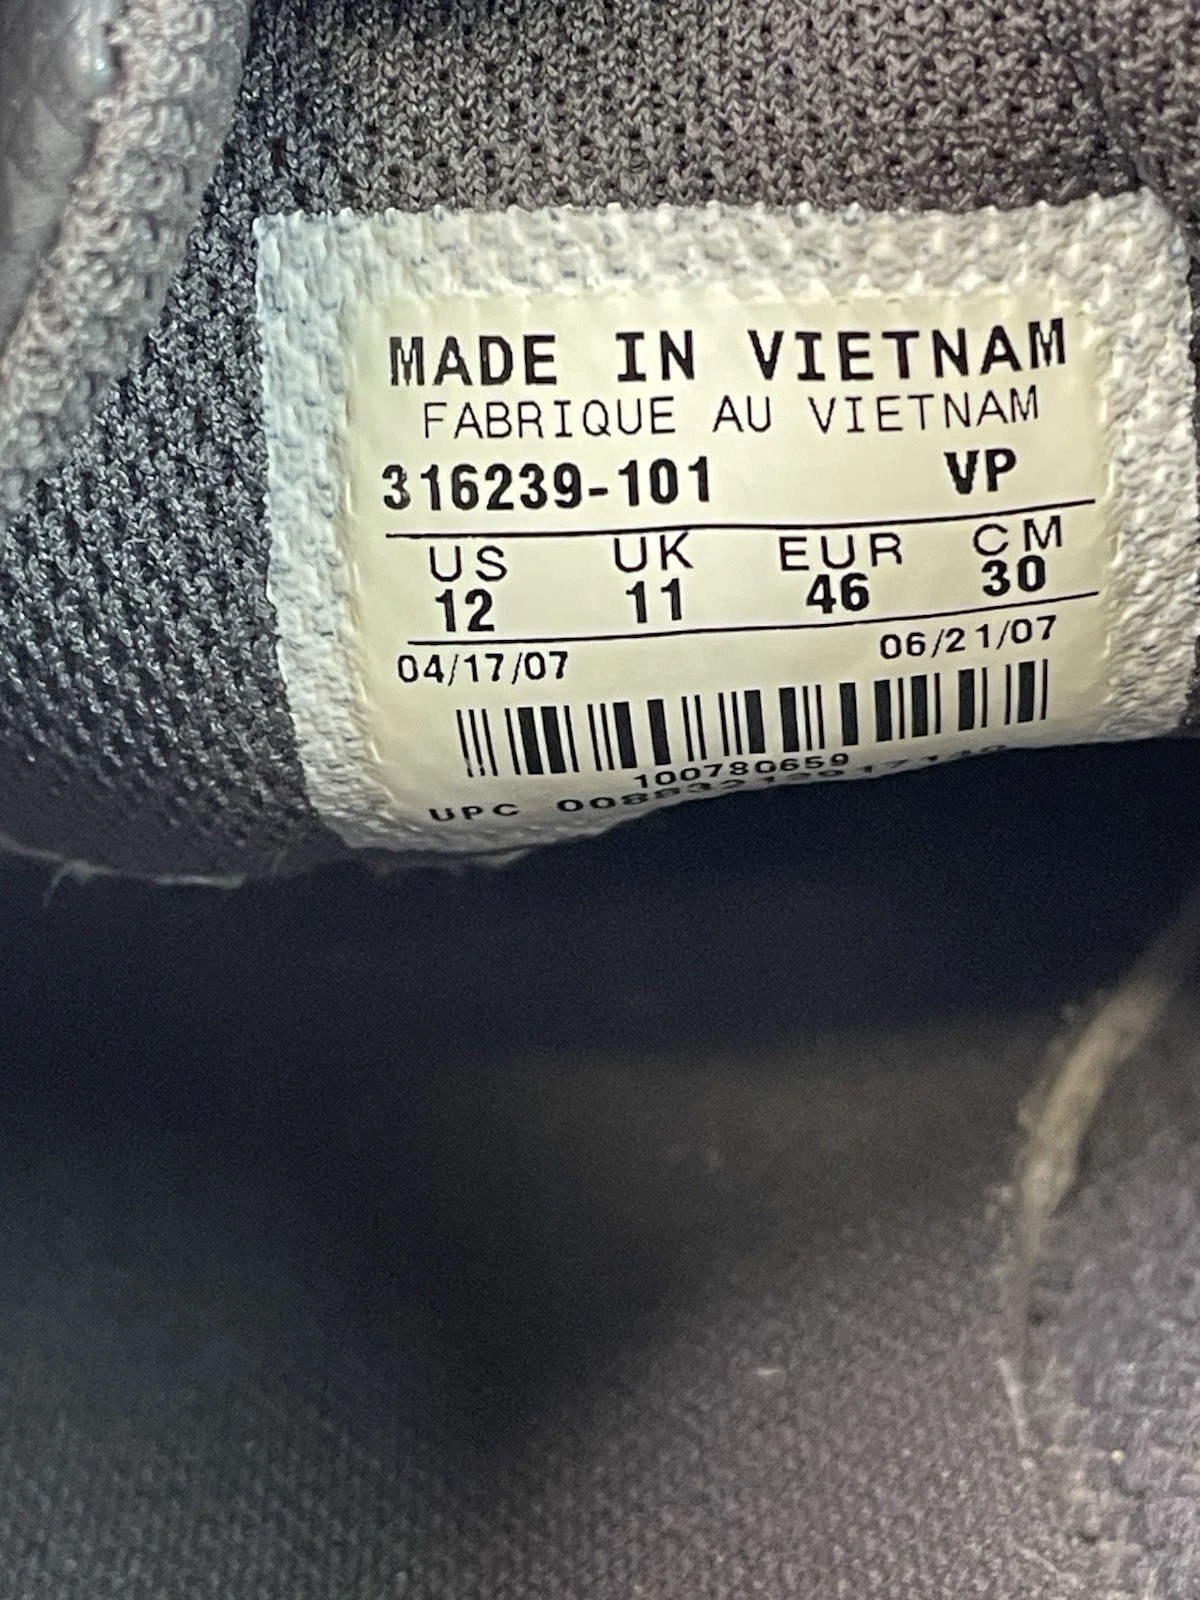 MADE IN VIETNAM
FABRIQUE AU VIETNAM
316239-101 VP
US UK EUR CM
12 11 46 30
04/17/07 06/21/07
100780659
UPC